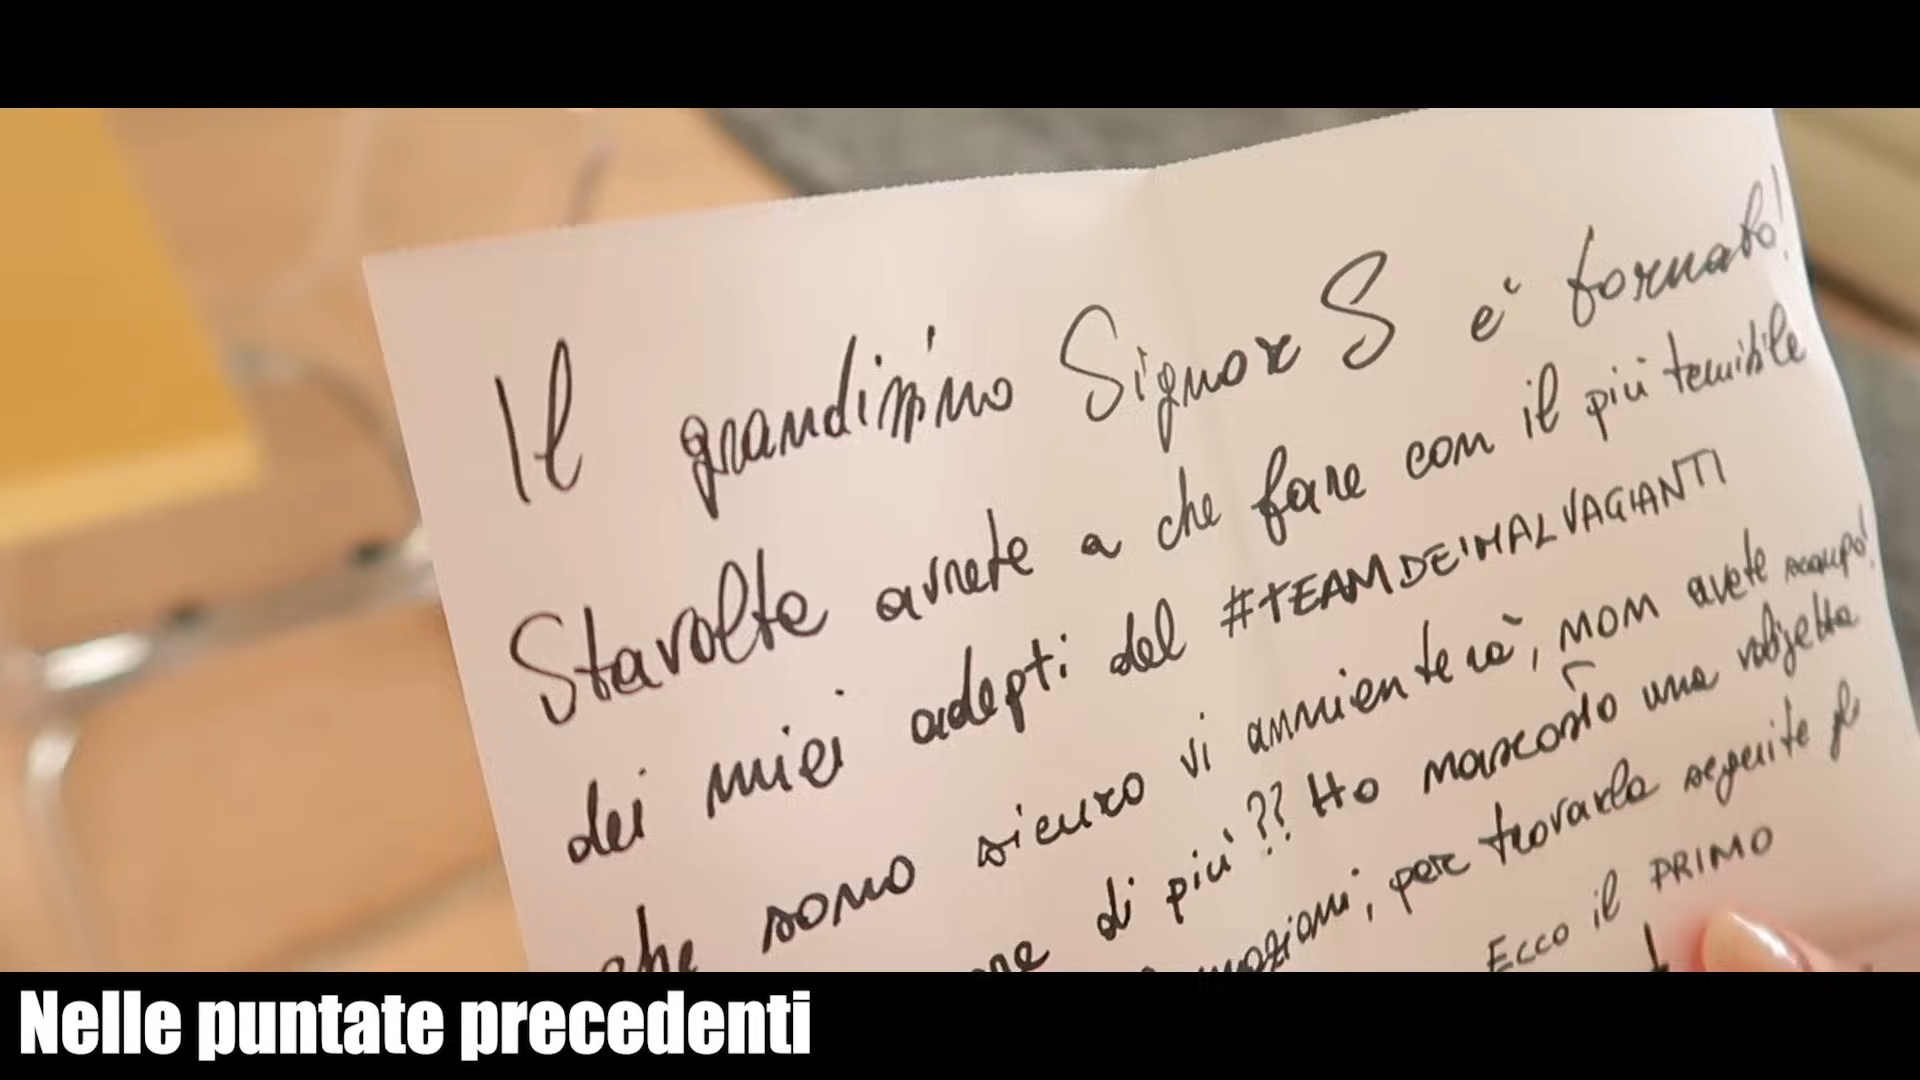 Il grandissimo Signor S e' tornato!
Stavolta avrete a che fare con il più temibile
dei miei adepti del #TEAMDEIMALVAGIANTI
che sono sicuro vi annienterà, non avete scampo!
di più?? Ho nascosto una valigetta
per trovarla seguite gli
Ecco il PRIMO
Nelle puntate precedenti